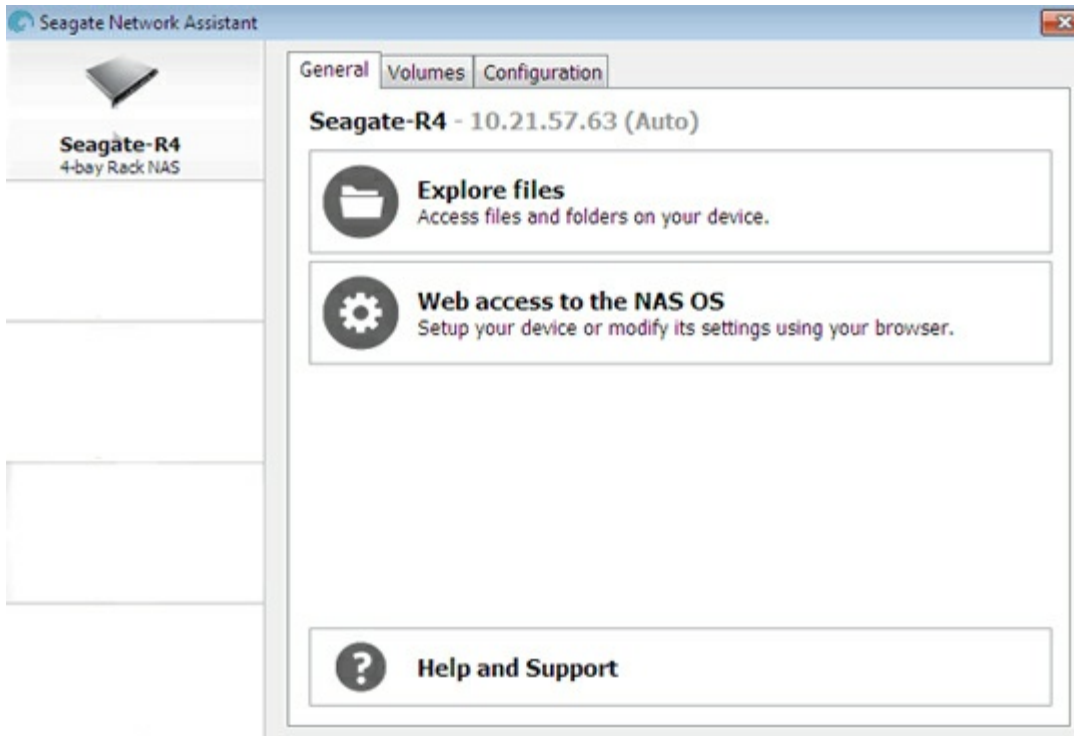 Seagate Network Assistant
Seagate-R4
4-bay Rack NAS
General Volumes Configuration
Seagate-R4 - 10.21.57.63 (Auto)
Explore files
Access files and folders on your device.
Web access to the NAS OS
Setup your device or modify its settings using your browser.
Help and Support